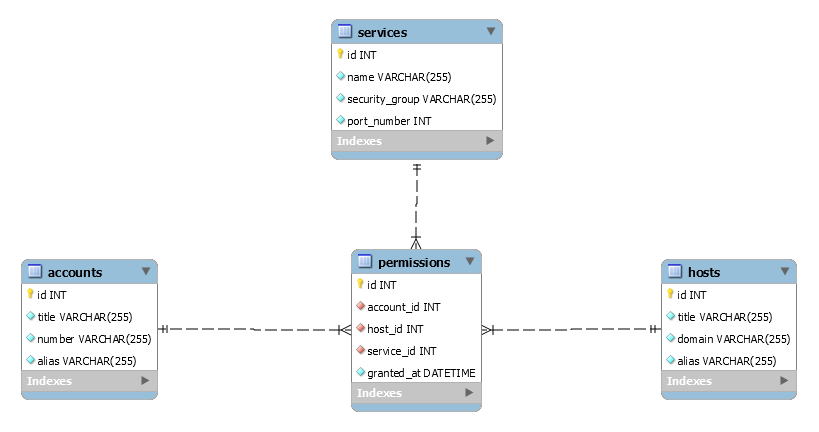 services
id INT
name VARCHAR(255)
security_group VARCHAR(255)
port_number INT
Indexes
accounts
id INT
title VARCHAR(255)
number VARCHAR(255)
alias VARCHAR(255)
Indexes
permissions
id INT
account_id INT
host_id INT
service_id INT
granted_at DATETIME
Indexes
hosts
id INT
title VARCHAR(255)
domain VARCHAR(255)
alias VARCHAR(255)
Indexes